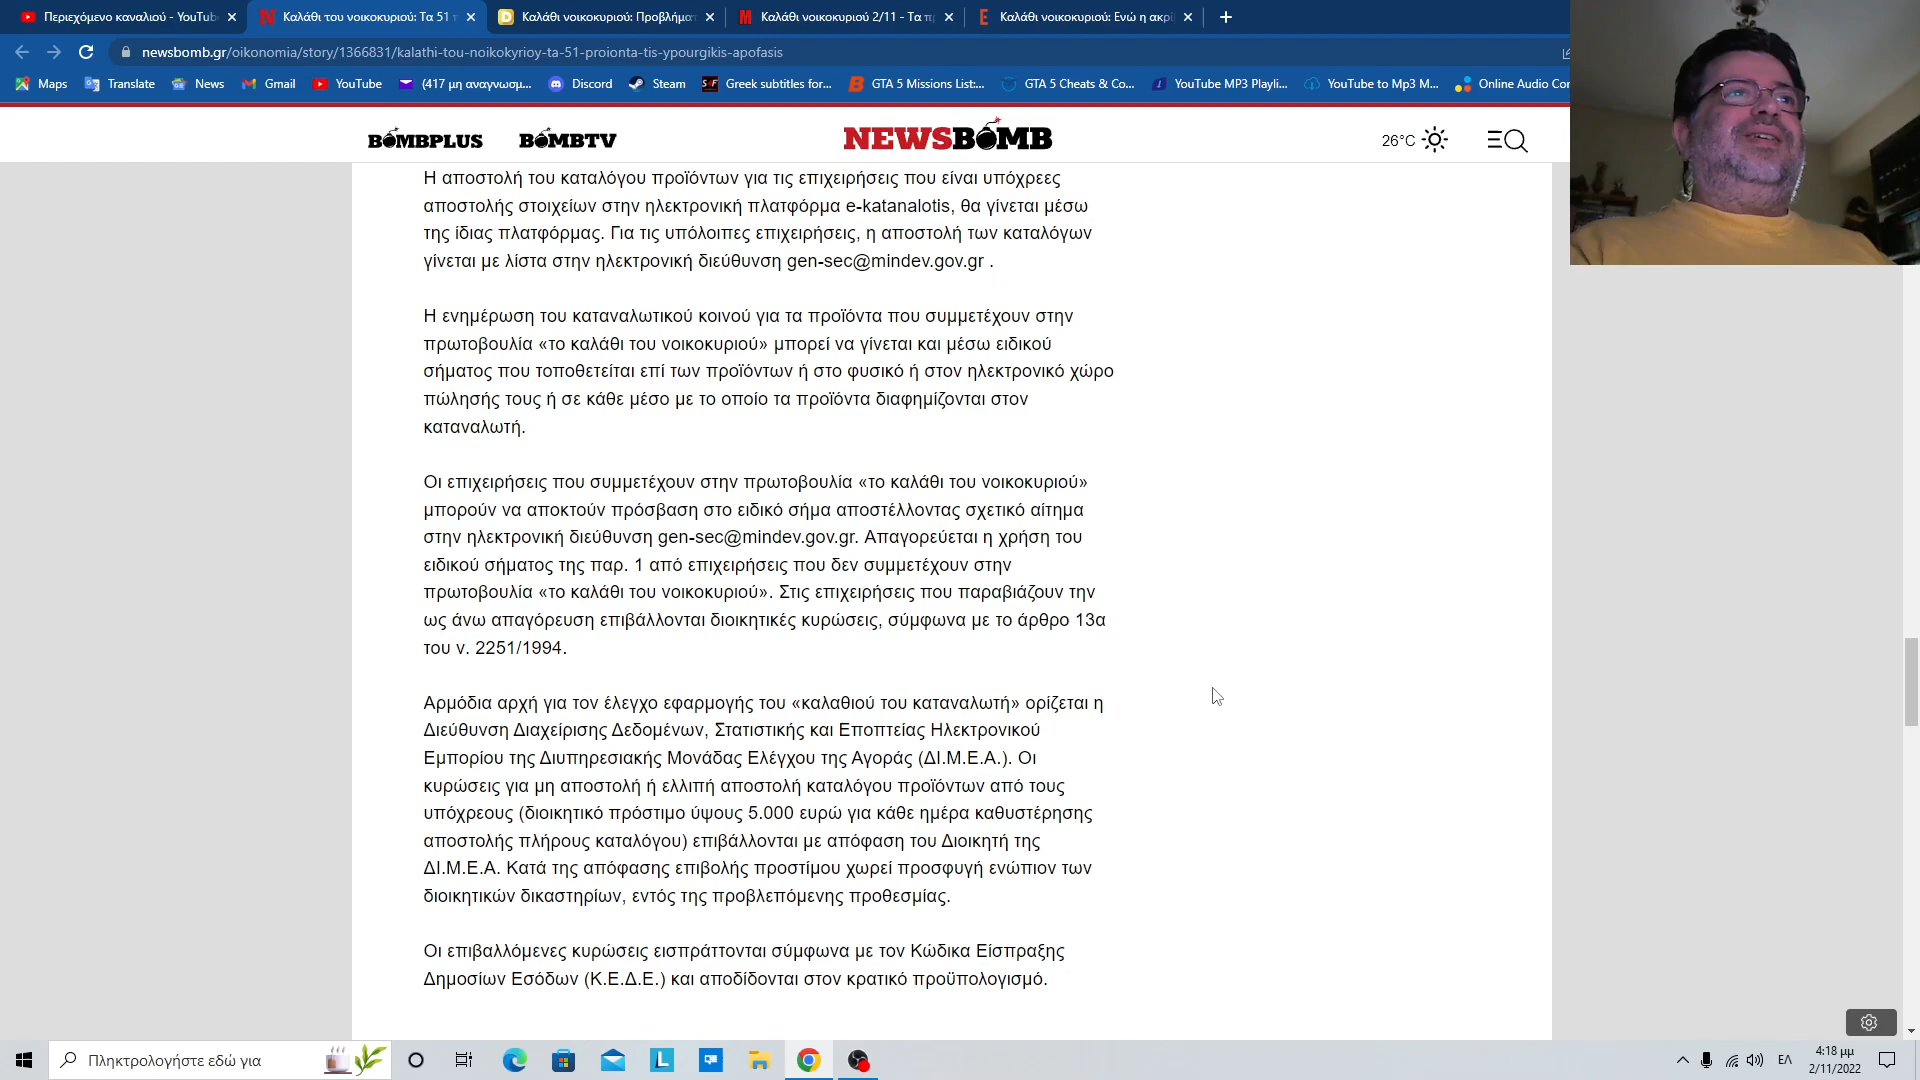 Περιεχόμενο καναλιού - YouTub
Καλάθι του νοικοκυριού: Τα 51
Καλάθι νοικοκυριού: Προβλήμα
Καλάθι νοικοκυριού 2/11 - Τα π
Καλάθι νοικοκυριού: Ενώ η ακρί
newsbomb.gr/oikonomia/story/1366831/kalathi-tou-noikokyrioy-ta-51-proionta-tis-ypourgikis-apofasis
Maps Translate News Gmail YouTube (417 μη αναγνωσμ... Discord Steam Greek subtitles for... GTA 5 Missions List:... GTA 5 Cheats & Co... YouTube MP3 Playli... YouTube to Mp3 M... Online Audio Con
BOMBPLUS BOMBTV NEWSBOMB 26°C
Η αποστολή του καταλόγου προϊόντων για τις επιχειρήσεις που είναι υπόχρεες
αποστολής στοιχείων στην ηλεκτρονική πλατφόρμα e-katanalotis, θα γίνεται μέσω
της ίδιας πλατφόρμας. Για τις υπόλοιπες επιχειρήσεις, η αποστολή των καταλόγων
γίνεται με λίστα στην ηλεκτρονική διεύθυνση gen-sec@mindev.gov.gr .
Η ενημέρωση του καταναλωτικού κοινού για τα προϊόντα που συμμετέχουν στην
πρωτοβουλία «το καλάθι του νοικοκυριού» μπορεί να γίνεται και μέσω ειδικού
σήματος που τοποθετείται επί των προϊόντων ή στο φυσικό ή στον ηλεκτρονικό χώρο
πώλησής τους ή σε κάθε μέσο με το οποίο τα προϊόντα διαφημίζονται στον
καταναλωτή.
Οι επιχειρήσεις που συμμετέχουν στην πρωτοβουλία «το καλάθι του νοικοκυριού»
μπορούν να αποκτούν πρόσβαση στο ειδικό σήμα αποστέλλοντας σχετικό αίτημα
στην ηλεκτρονική διεύθυνση gen-sec@mindev.gov.gr. Απαγορεύεται η χρήση του
ειδικού σήματος της παρ. 1 από επιχειρήσεις που δεν συμμετέχουν στην
πρωτοβουλία «το καλάθι του νοικοκυριού». Στις επιχειρήσεις που παραβιάζουν την
ως άνω απαγόρευση επιβάλλονται διοικητικές κυρώσεις, σύμφωνα με το άρθρο 13α
του ν. 2251/1994.
Αρμόδια αρχή για τον έλεγχο εφαρμογής του «καλαθιού του καταναλωτή» ορίζεται η
Διεύθυνση Διαχείρισης Δεδομένων, Στατιστικής και Εποπτείας Ηλεκτρονικού
Εμπορίου της Διυπηρεσιακής Μονάδας Ελέγχου της Αγοράς (ΔΙ.Μ.Ε.Α.). Οι
κυρώσεις για μη αποστολή ή ελλιπή αποστολή καταλόγου προϊόντων από τους
υπόχρεους (διοικητικό πρόστιμο ύψους 5.000 ευρώ για κάθε ημέρα καθυστέρησης
αποστολής πλήρους καταλόγου) επιβάλλονται με απόφαση του Διοικητή της
ΔΙ.Μ.Ε.Α. Κατά της απόφασης επιβολής προστίμου χωρεί προσφυγή ενώπιον των
διοικητικών δικαστηρίων, εντός της προβλεπόμενης προθεσμίας.
Οι επιβαλλόμενες κυρώσεις εισπράττονται σύμφωνα με τον Κώδικα Είσπραξης
Δημοσίων Εσόδων (Κ.Ε.Δ.Ε.) και αποδίδονται στον κρατικό προϋπολογισμό.
Πληκτρολογήστε εδώ για
ΕΛ
4:18 μμ
2/11/2022